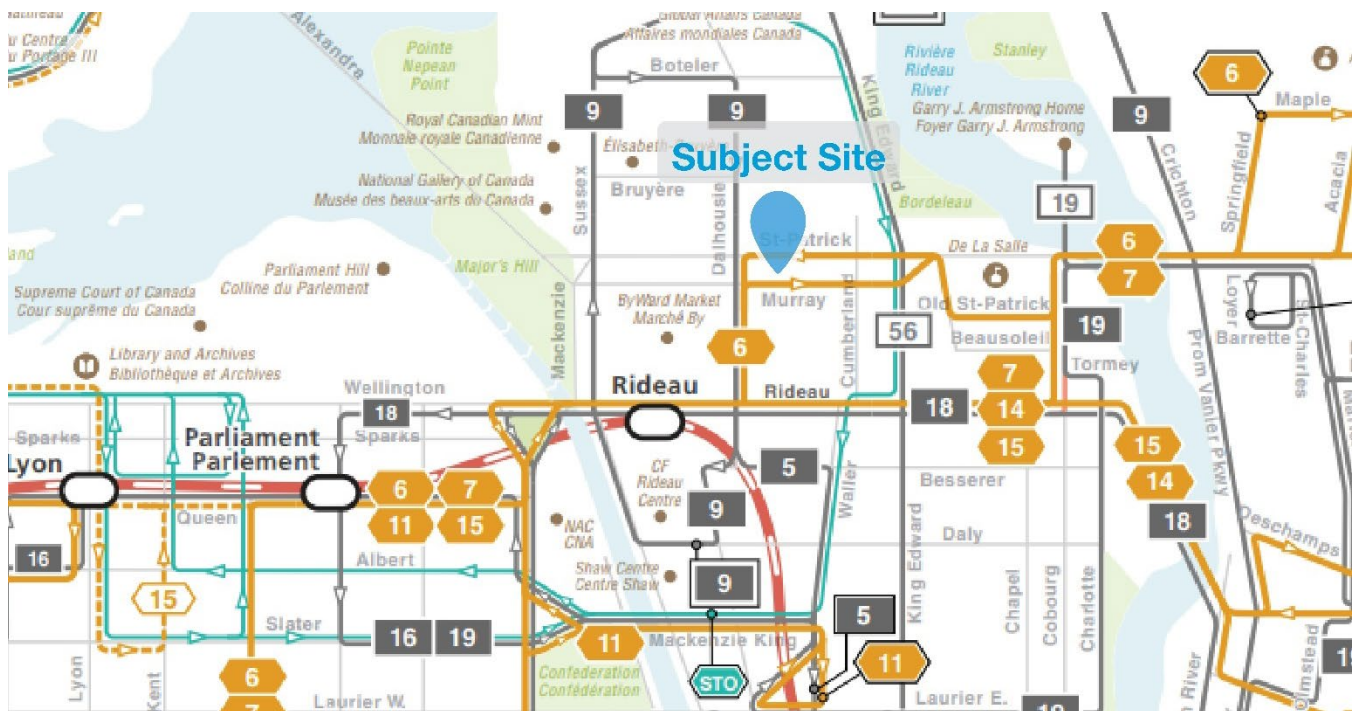 u Centre
u Portage III
Alexandra
Pointe
Nepean
Point
Global Affairs Canada
Affaires mondiales Canada
Boteler
9
9
King Edward
Rivière
Rideau
River
Stanley
Garry J. Armstrong Home
Foyer Garry J. Armstrong
9
Crichton
6
Maple
Springfield
Acacia
Royal Canadian Mint
Monnaie royale Canadienne
Élisabeth-Bruyère
Subject Site
National Gallery of Canada
Musée des beaux-arts du Canada
Sussex
Bruyère
Dalhousie
Bordeleau
19
St-Patrick
De La Salle
6
7
Parliament Hill
Colline du Parlement
Major's Hill
Supreme Court of Canada
Cour suprême du Canada
Mackenzie
ByWard Market
Marché By
Murray
Cumberland
Old St-Patrick
Beausoleil
56
19
Loyer
Barrette
St-Charles
Prom Vanier Pkwy
Library and Archives
Bibliothèque et Archives
6
Tormey
Wellington
Rideau
Rideau
18
18
7
14
15
Sparks
Parliament
Parlement
Sparks
Lyon
15
14
18
CF
Rideau
Centre
5
Waller
Besserer
6
7
11
15
Queen
9
NAC
CNA
Daly
Deschamps
16
Albert
Shaw Centre
Centre Shaw
9
King Edward
Chapel
Cobourg
Charlotte
15
5
Slater
16
19
11
Mackenzie King
11
Lyon
Kent
6
7
Confederation
Confédération
STO
Laurier W.
Laurier E.
19
River
Olmstead